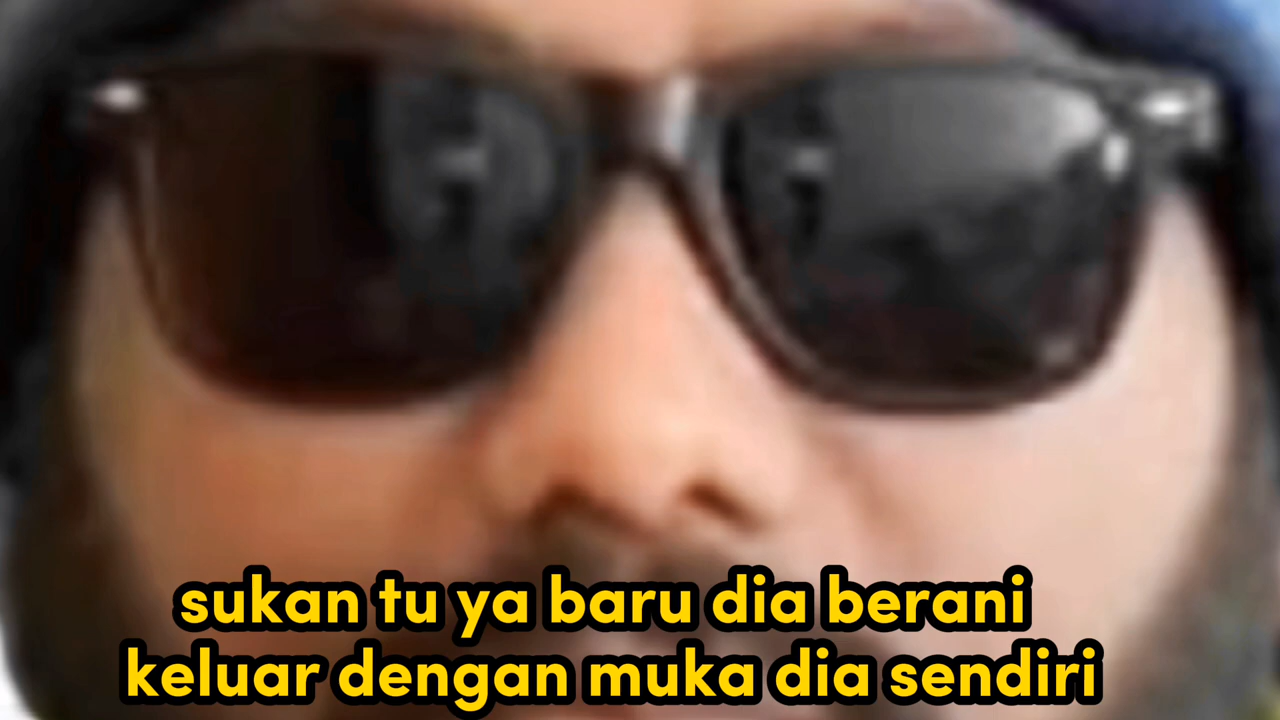 sukan tu ya baru dia berani
keluar dengan muka dia sendiri